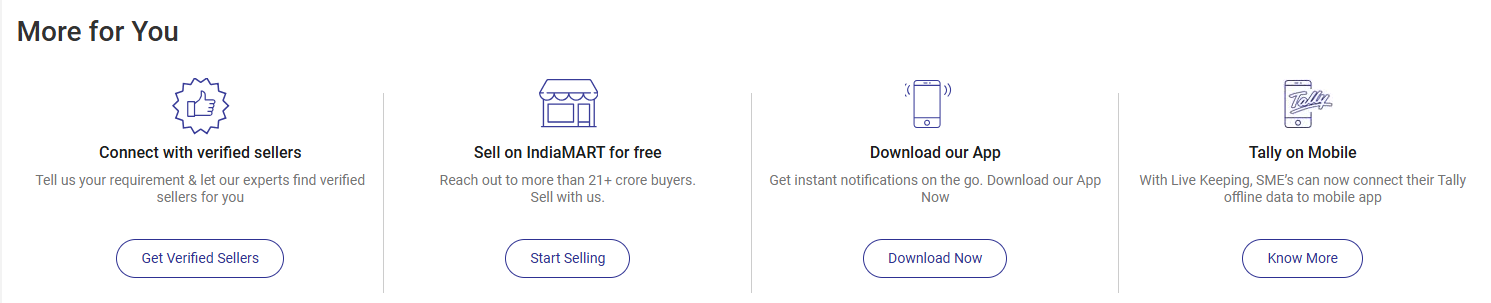 More for You
Connect with verified sellers
Tell us your requirement & let our experts find verified
sellers for you
Get Verified Sellers
Sell on IndiaMART for free
Reach out to more than 21+ crore buyers.
Sell with us.
Start Selling
Download our App
Get instant notifications on the go. Download our App
Now
Download Now
Tally
Tally on Mobile
With Live Keeping, SME's can now connect their Tally
offline data to mobile app
Know More